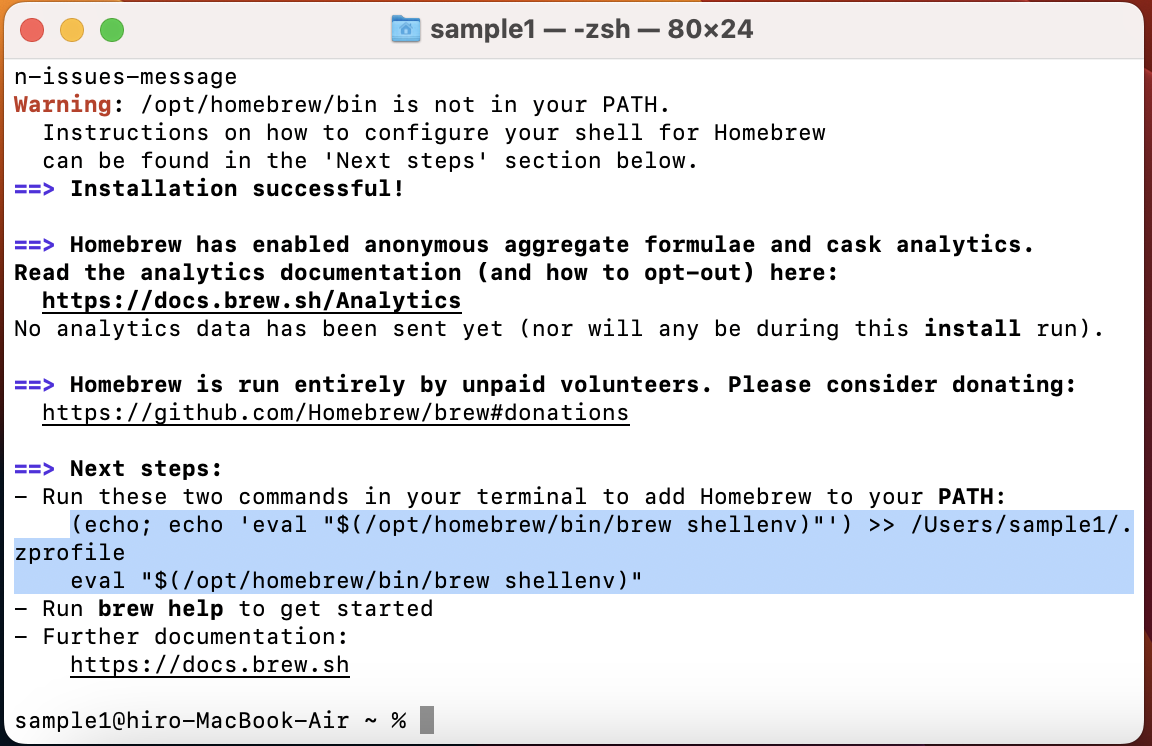 sample1 — -zsh — 80×24
n-issues-message
Warning: /opt/homebrew/bin is not in your PATH.
  Instructions on how to configure your shell for Homebrew
  can be found in the 'Next steps' section below.
==> Installation successful!

==> Homebrew has enabled anonymous aggregate formulae and cask analytics.
Read the analytics documentation (and how to opt-out) here:
  https://docs.brew.sh/Analytics
No analytics data has been sent yet (nor will any be during this install run).

==> Homebrew is run entirely by unpaid volunteers. Please consider donating:
  https://github.com/Homebrew/brew#donations

==> Next steps:
- Run these two commands in your terminal to add Homebrew to your PATH:
    (echo; echo 'eval "$(/opt/homebrew/bin/brew shellenv)"') >> /Users/sample1/.
zprofile
    eval "$(/opt/homebrew/bin/brew shellenv)"
- Run brew help to get started
- Further documentation:
    https://docs.brew.sh

sample1@hiro-MacBook-Air ~ %